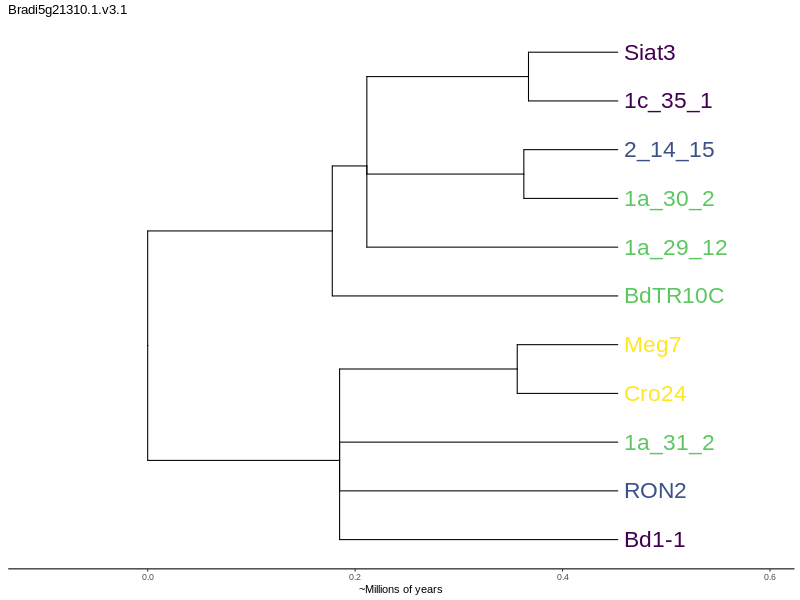 Bradi5g21310.1.v3.1
Siat3
1c_35_1
2_14_15
1a_30_2
1a_29_12
BdTR10C
Meg7
Cro24
1a_31_2
RON2
Bd1-1
0.0 0.2 0.4 0.6
~Millions of years